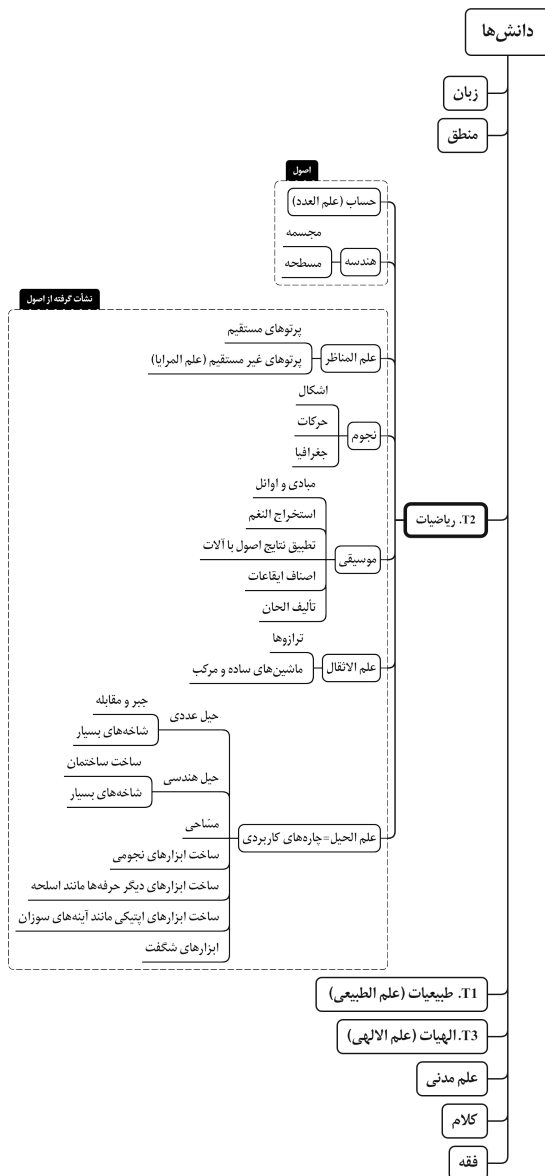 دانش‌ها
زبان
منطق
اصول
حساب (علم العدد)
مجسمه
هندسه
مسطحه
نشأت گرفته از اصول
پرتوهای مستقیم
علم المناظر
پرتوهای غیر مستقیم (علم المرایا)
اشکال
حرکات
نجوم
جغرافیا
مبادی و اوائل
استخراج النغم
T2. ریاضیات
تطبیق نتایج اصول با آلات
موسیقی
اصناف ایقاعات
تألیف الحان
ترازوها
علم الاثقال
ماشین‌های ساده و مرکب
جبر و مقابله
حیل عددی
شاخه‌های بسیار
ساخت ساختمان
حیل هندسی
شاخه‌های بسیار
مسّاحی
علم الحیل=چاره‌های کاربردی
ساخت ابزارهای نجومی
ساخت ابزارهای دیگر حرفه‌ها مانند اسلحه
ساخت ابزارهای اپتیکی مانند آینه‌های سوزان
ابزارهای شگفت
T1. طبیعیات (علم الطبیعی)
T3. الهیات (علم الالهی)
علم مدنی
کلام
فقه